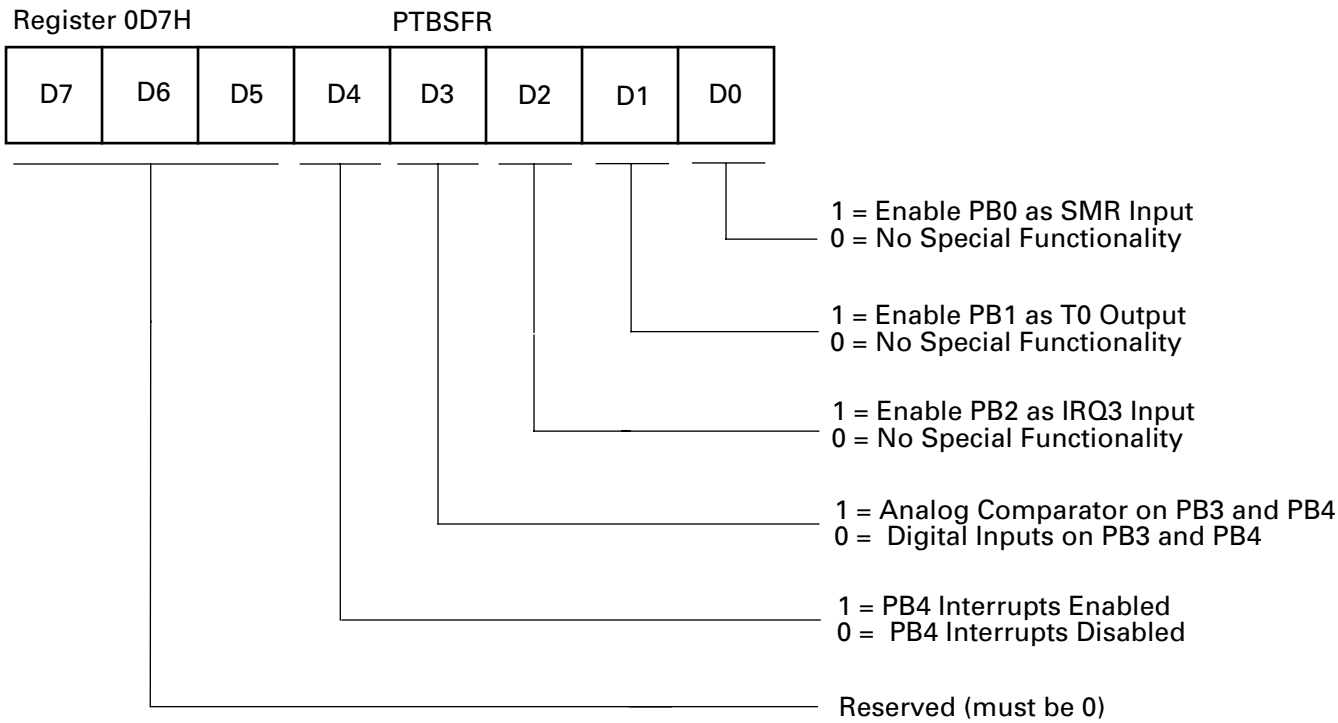 Register 0D7H PTBSFR
D7 D6 D5 D4 D3 D2 D1 D0
1 = Enable PB0 as SMR Input
0 = No Special Functionality
1 = Enable PB1 as T0 Output
0 = No Special Functionality
1 = Enable PB2 as IRQ3 Input
0 = No Special Functionality
1 = Analog Comparator on PB3 and PB4
0 = Digital Inputs on PB3 and PB4
1 = PB4 Interrupts Enabled
0 = PB4 Interrupts Disabled
Reserved (must be 0)